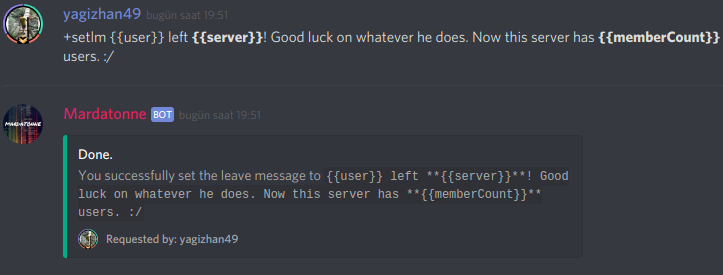 yagizhan49 bugün saat 19:51
+setlm {{user}} left {{server}}! Good luck on whatever he does. Now this server has {{memberCount}}
users. :/
MARDATONNE
Mardatonne BOT bugün saat 19:51
Done.
You successfully set the leave message to {{user}} left **{{server}}**! Good
luck on whatever he does. Now this server has **{{memberCount}}**
users. :/
Requested by: yagizhan49